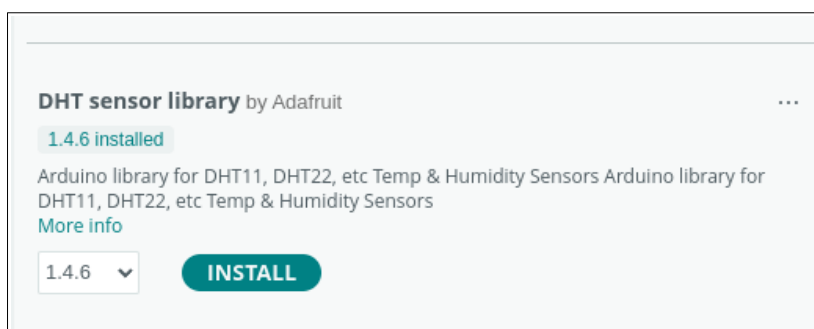 DHT sensor library by Adafruit
...
1.4.6 installed
Arduino library for DHT11, DHT22, etc Temp & Humidity Sensors Arduino library for
DHT11, DHT22, etc Temp & Humidity Sensors
More info
1.4.6
INSTALL